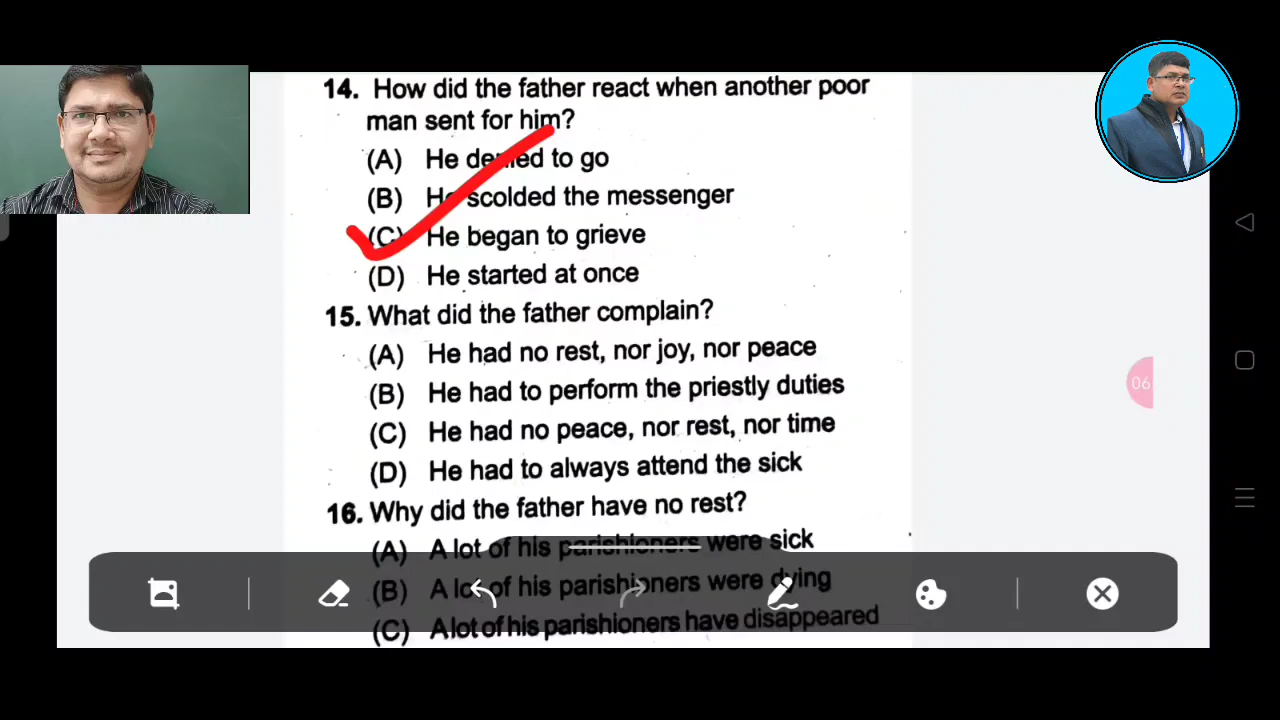 14. How did the father react when another poor
man sent for him?
(A) He denied to go
(B) He scolded the messenger
(C) He began to grieve
(D) He started at once
15. What did the father complain?
(A) He had no rest, nor joy, nor peace
(B) He had to perform the priestly duties
(C) He had no peace, nor rest, nor time
(D) He had to always attend the sick
16. Why did the father have no rest?
(A) A lot of his parishioners were sick
(B) A lot of his parishioners were dying
(C) A lot of his parishioners have disappeared
06